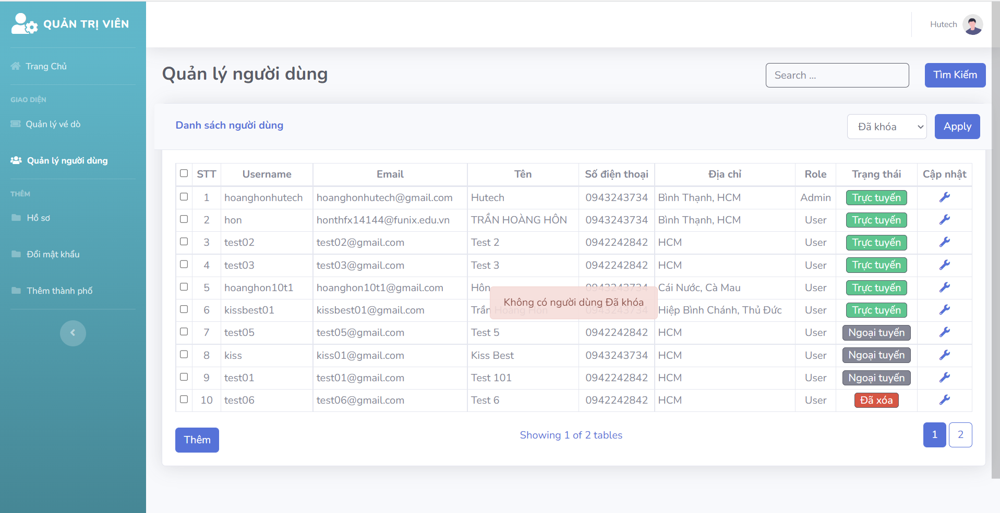 QUẢN TRỊ VIÊN
Trang Chủ
GIAO DIỆN
Quản lý vé dò
Quản lý người dùng
THÊM
Hồ sơ
Đổi mật khẩu
Thêm thành phố
Hutech
Quản lý người dùng
Search ...
Tìm Kiếm
Danh sách người dùng
Đã khóa
Apply
STT Username Email Tên Số điện thoại Địa chỉ Role Trạng thái Cập nhật
1 hoanghonhutech hoanghonhutech@gmail.com Hutech 0943243734 Bình Thạnh, HCM Admin Trực tuyến
2 hon honthfx14144@funix.edu.vn TRẦN HOÀNG HÔN 0943243734 Bình Thạnh, HCM User Trực tuyến
3 test02 test02@gmail.com Test 2 0942242842 HCM User Trực tuyến
4 test03 test03@gmail.com Test 3 0942242842 HCM User Trực tuyến
5 hoanghon10t1 hoanghon10t1@gmail.com Hôn 0943243734 Cái Nước, Cà Mau User Trực tuyến
Không có người dùng Đã khóa
6 kissbest01 kissbest01@gmail.com Trần Hoàng Hôn 0943243734 Hiệp Bình Chánh, Thủ Đức User Trực tuyến
7 test05 test05@gmail.com Test 5 0942242842 HCM User Ngoại tuyến
8 kiss kiss01@gmail.com Kiss Best 0943243734 HCM User Ngoại tuyến
9 test01 test01@gmail.com Test 101 0942242842 HCM User Ngoại tuyến
10 test06 test06@gmail.com Test 6 0942242842 HCM User Đã xóa
Thêm
Showing 1 of 2 tables
1 2